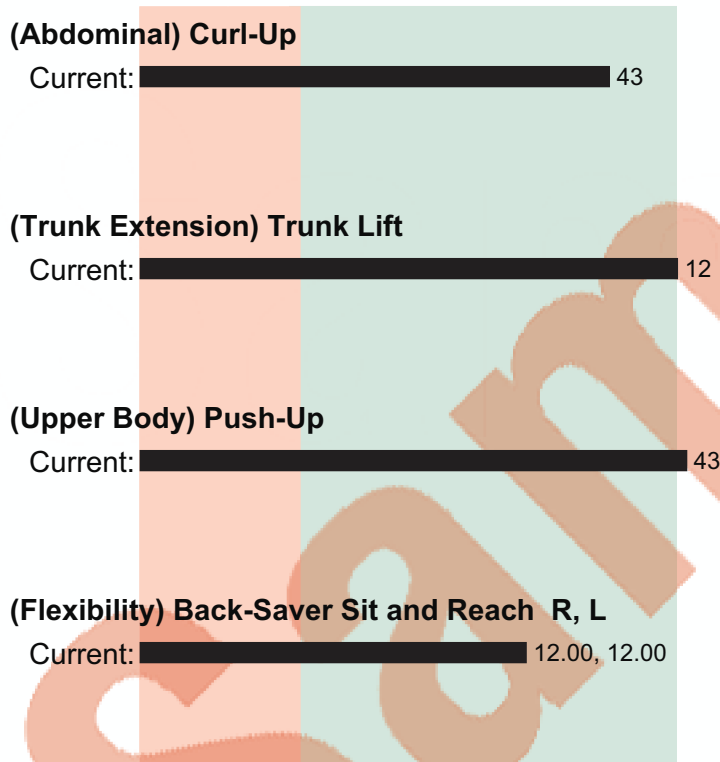 (Abdominal) Curl-Up
Current: 43
(Trunk Extension) Trunk Lift
Current: 12
(Upper Body) Push-Up
Current: 43
(Flexibility) Back-Saver Sit and Reach R, L
Current: 12.00, 12.00